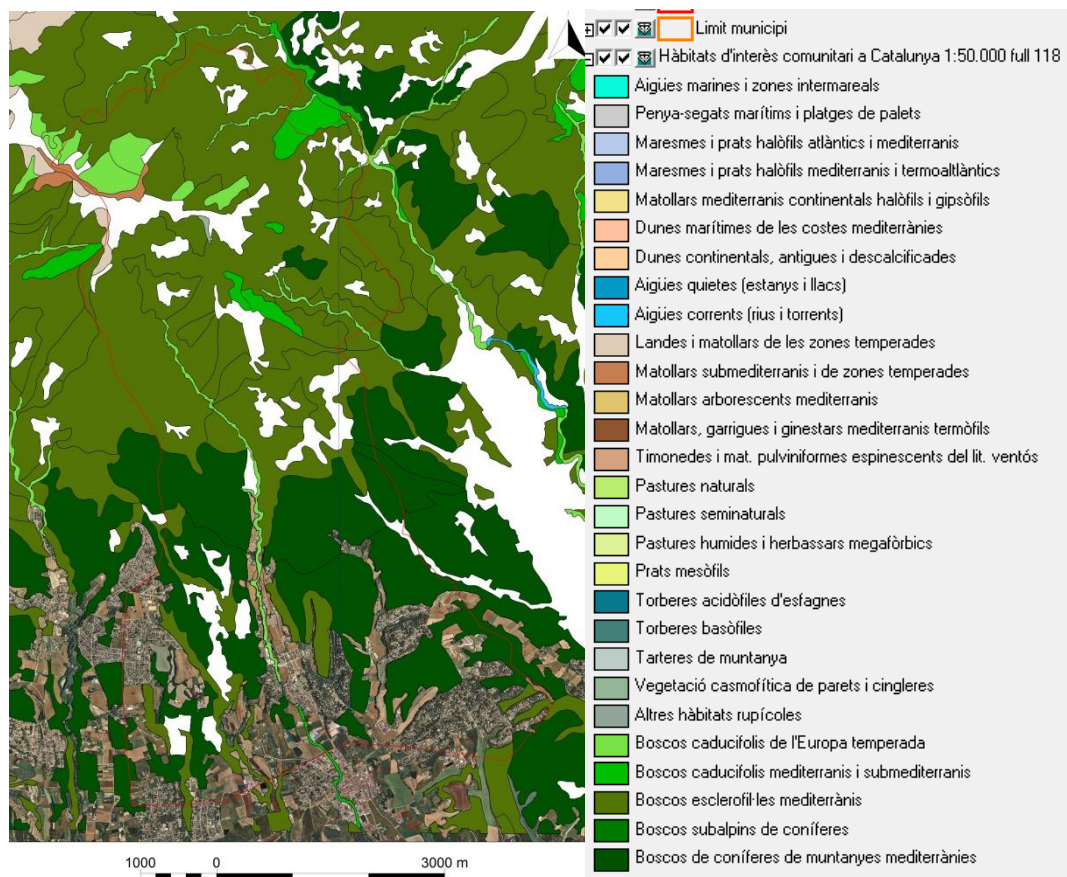 Limit municipi
Hàbitats d'interès comunitari a Catalunya 1:50.000 full 118
Aigües marines i zones intermareals
Penya-segats marítims i platges de palets
Maresmes i prats halòfils atlàntics i mediterranis
Maresmes i prats halòfils mediterranis i termoatlàntics
Matollars mediterranis continentals halòfils i gipsòfils
Dunes marítimes de les costes mediterrànies
Dunes continentals, antigues i descalcificades
Aigües quietes (estanys i llacs)
Aigües corrents (rius i torrents)
Landes i matollars de les zones temperades
Matollars submediterranis i de zones temperades
Matollars arborescents mediterranis
Matollars, garrigues i ginestars mediterranis termòfils
Timonedes i mat. pulviniformes espinescents del lit. ventós
Pastures naturals
Pastures seminaturals
Pastures humides i herbassars megafòrbics
Prats mesòfils
Torberes acidòfiles d'esfagnes
Torberes basòfiles
Tarteres de muntanya
Vegetació casmofítica de parets i cingleres
Altres hàbitats rupícoles
Boscos caducifolis de l'Europa temperada
Boscos caducifolis mediterranis i submediterranis
Boscos esclerofil·les mediterrànis
Boscos subalpins de coníferes
Boscos de coníferes de muntanyes mediterrànies
1000 0 3000 m